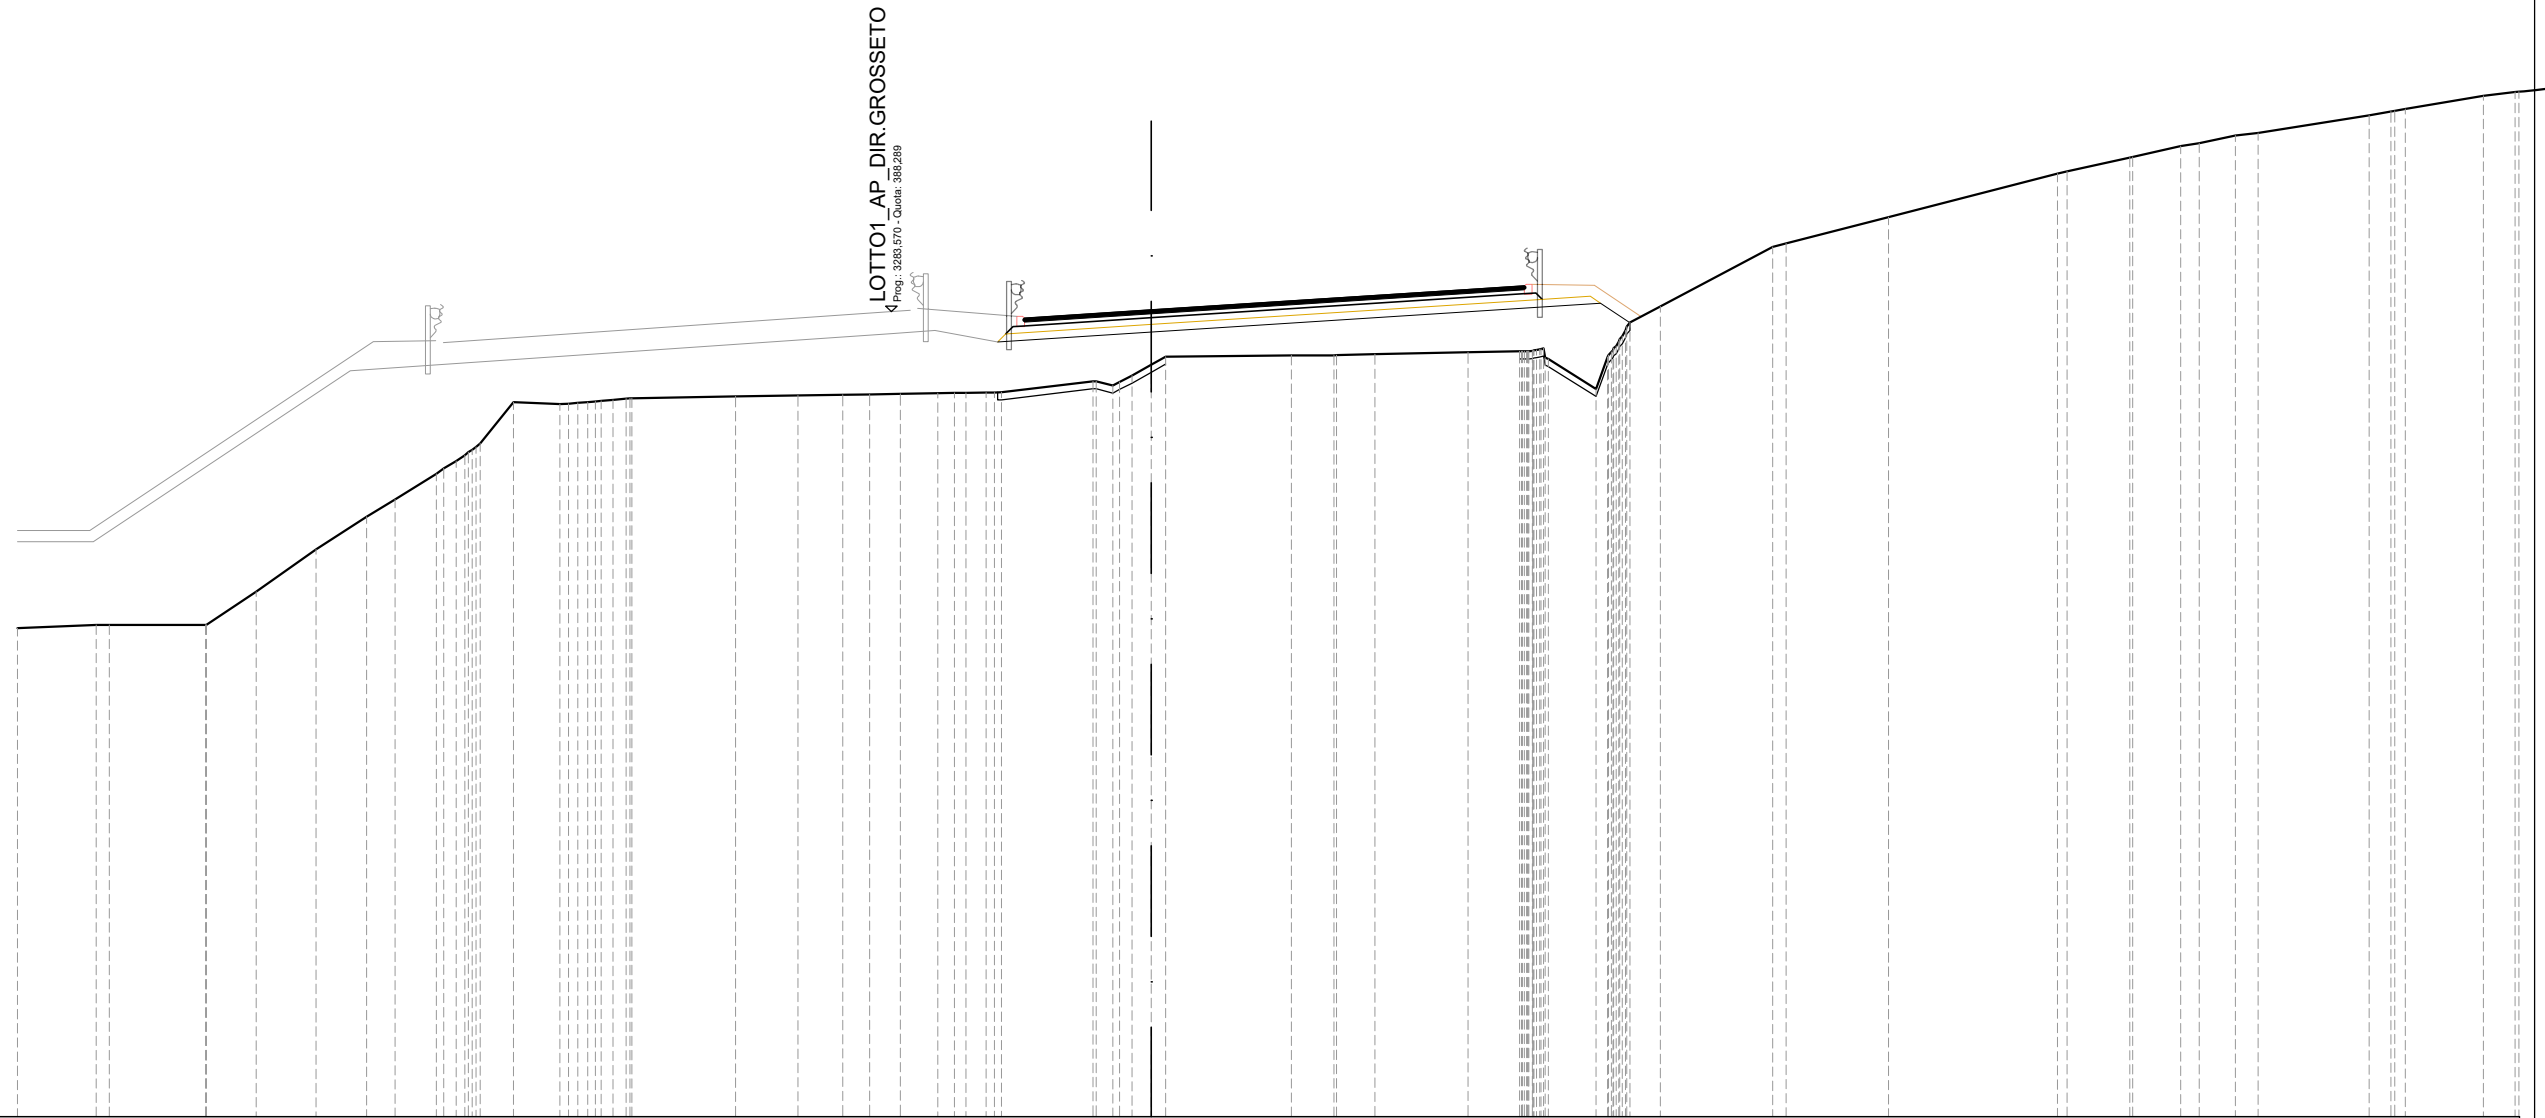 LOTTO1_AP_DIR.GROSSETO
Prog.: 3283,570 - Quota: 388,289